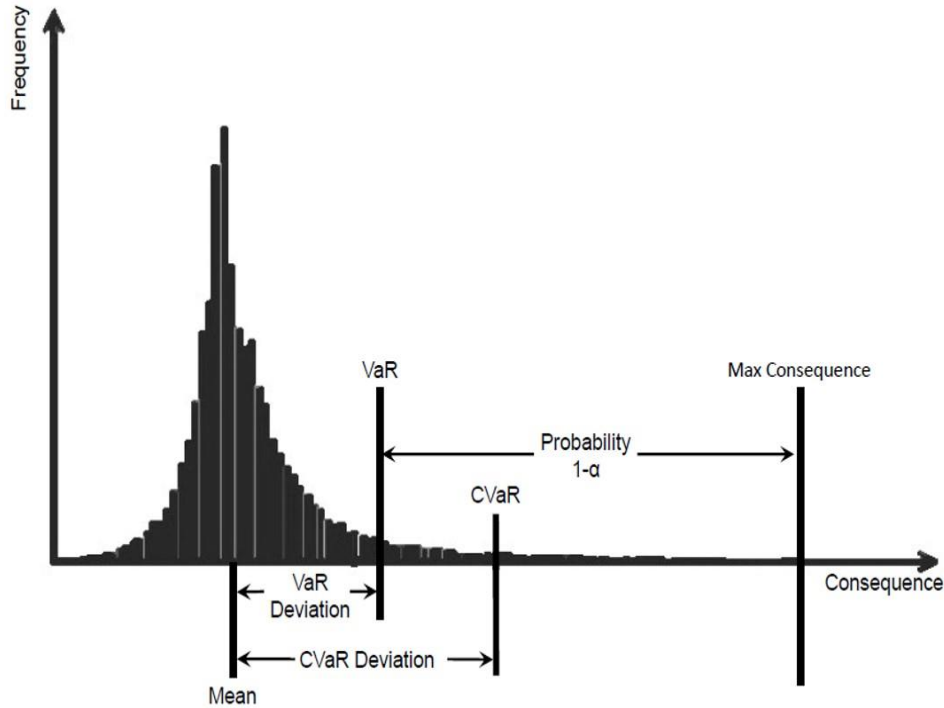 Frequency
VaR
Max Consequence
Probability
1-α
CVaR
Consequence
VaR
Deviation
CVaR Deviation
Mean